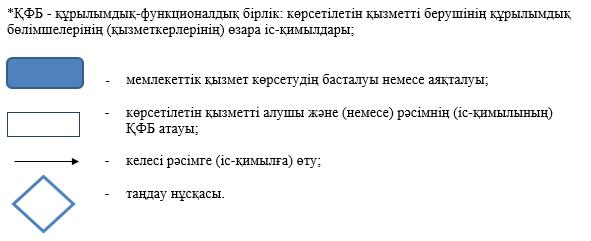 *ҚФБ - құрылымдық-функционалдық бірлік: көрсетілетін қызметті берушінің құрылымдық
бөлімшелерінің (қызметкерлерінің) өзара іс-қимылдары;
- мемлекеттік қызмет көрсетудің басталуы немесе аяқталуы;
- көрсетілетін қызметті алушы және (немесе) рәсімнің (іс-қимылының)
ҚФБ атауы;
- келесі рәсімге (іс-қимылға) өту;
- таңдау нұсқасы.